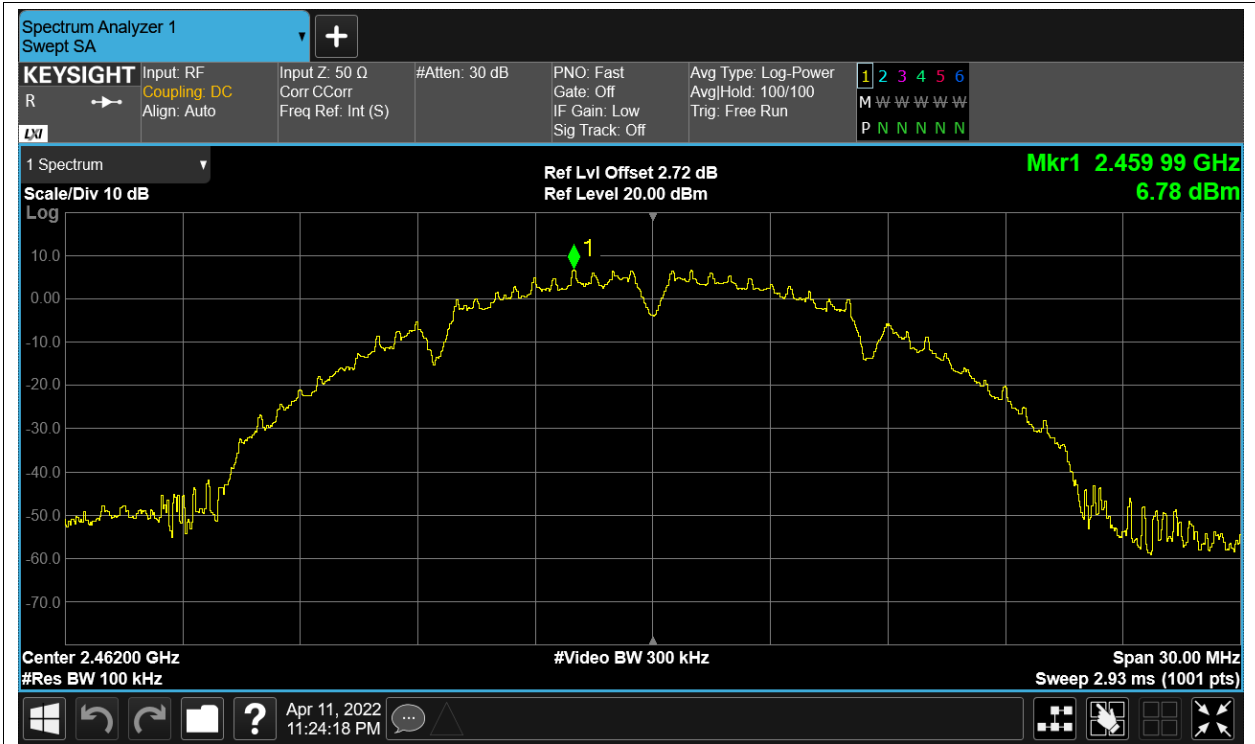 Spectrum Analyzer 1
Swept SA
KEYSIGHT
R
LXI
Input: RF
Coupling: DC
Align: Auto
Input Z: 50 Ω
Corr CCorr
Freq Ref: Int (S)
#Atten: 30 dB
PNO: Fast
Gate: Off
IF Gain: Low
Sig Track: Off
Avg Type: Log-Power
Avg|Hold: 100/100
Trig: Free Run
1 2 3 4 5 6
M W W W W W
P N N N N N
1 Spectrum
Scale/Div 10 dB
Ref Lvl Offset 2.72 dB
Ref Level 20.00 dBm
Mkr1 2.459 99 GHz
6.78 dBm
Log
1
10.0
0.00
-10.0
-20.0
-30.0
-40.0
-50.0
-60.0
-70.0
Center 2.46200 GHz
#Video BW 300 kHz
Span 30.00 MHz
#Res BW 100 kHz
Sweep 2.93 ms (1001 pts)
?
Apr 11, 2022
11:24:18 PM